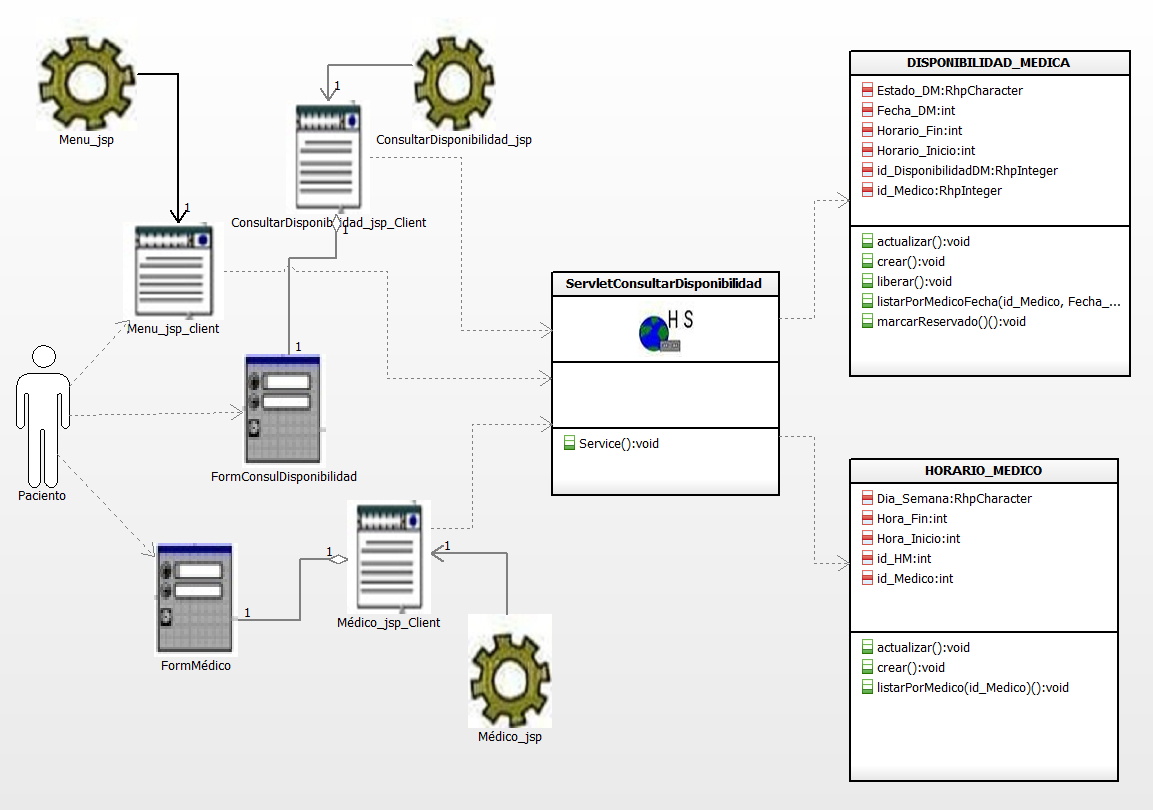 Menu_jsp
1
ConsultarDisponibilidad_jsp
1
ConsultarDisponibilidad_jsp_Client
1
Menu_jsp_client
1
FormConsulDisponibilidad
Paciento
1
FormMédico
1
Médico_jsp_Client
1
Médico_jsp
ServletConsultarDisponibilidad
H S
Service():void
DISPONIBILIDAD_MEDICA
Estado_DM:RhpCharacter
Fecha_DM:int
Horario_Fin:int
Horario_Inicio:int
id_DisponibilidadDM:RhpInteger
id_Medico:RhpInteger
actualizar():void
crear():void
liberar():void
listarPorMedicoFecha(id_Medico, Fecha_...
marcarReservado()():void
HORARIO_MEDICO
Dia_Semana:RhpCharacter
Hora_Fin:int
Hora_Inicio:int
id_HM:int
id_Medico:int
actualizar():void
crear():void
listarPorMedico(id_Medico)():void